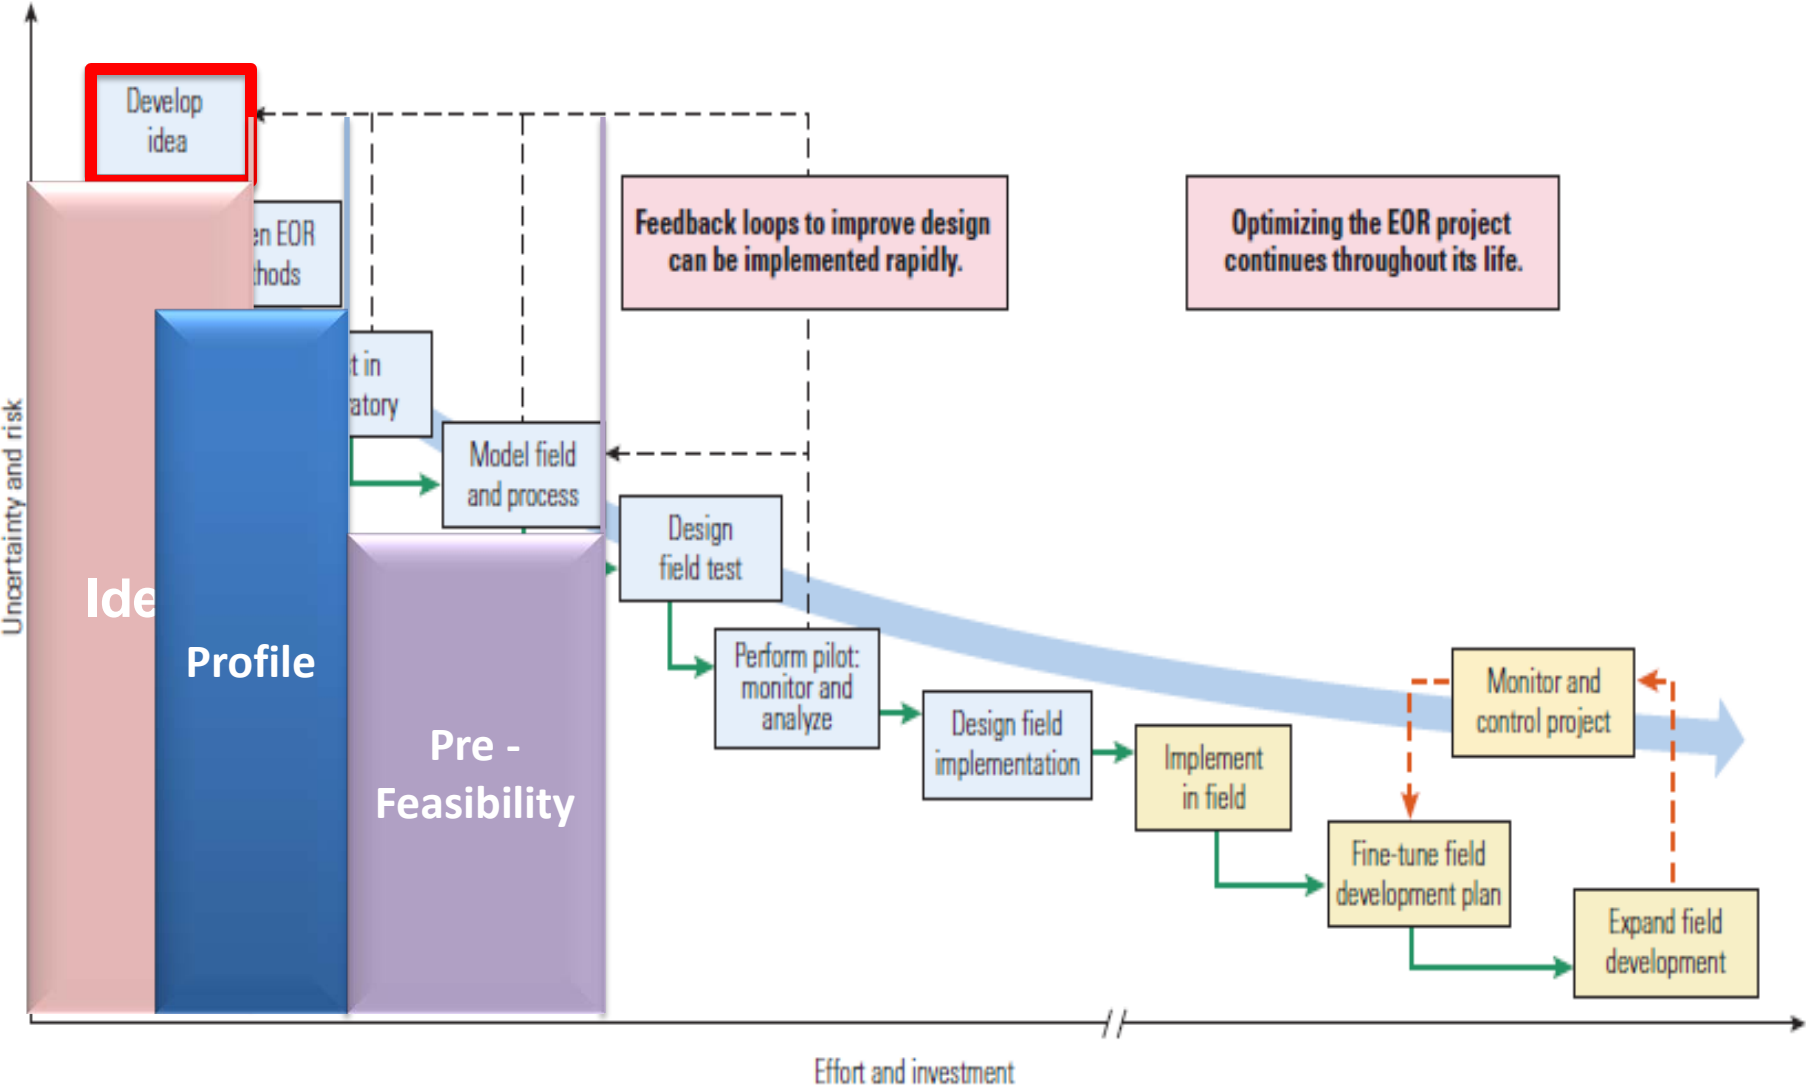 Develop
idea
en EOR
thods
t in
ratory
Model field
and process
Design
field test
Perform pilot:
monitor and
analyze
Design field
implementation
Implement
in field
Fine-tune field
development plan
Expand field
development
Monitor and
control project
Feedback loops to improve design
can be implemented rapidly.
Optimizing the EOR project
continues throughout its life.
Ide
Profile
Pre -
Feasibility
Uncertainty and risk
Effort and investment